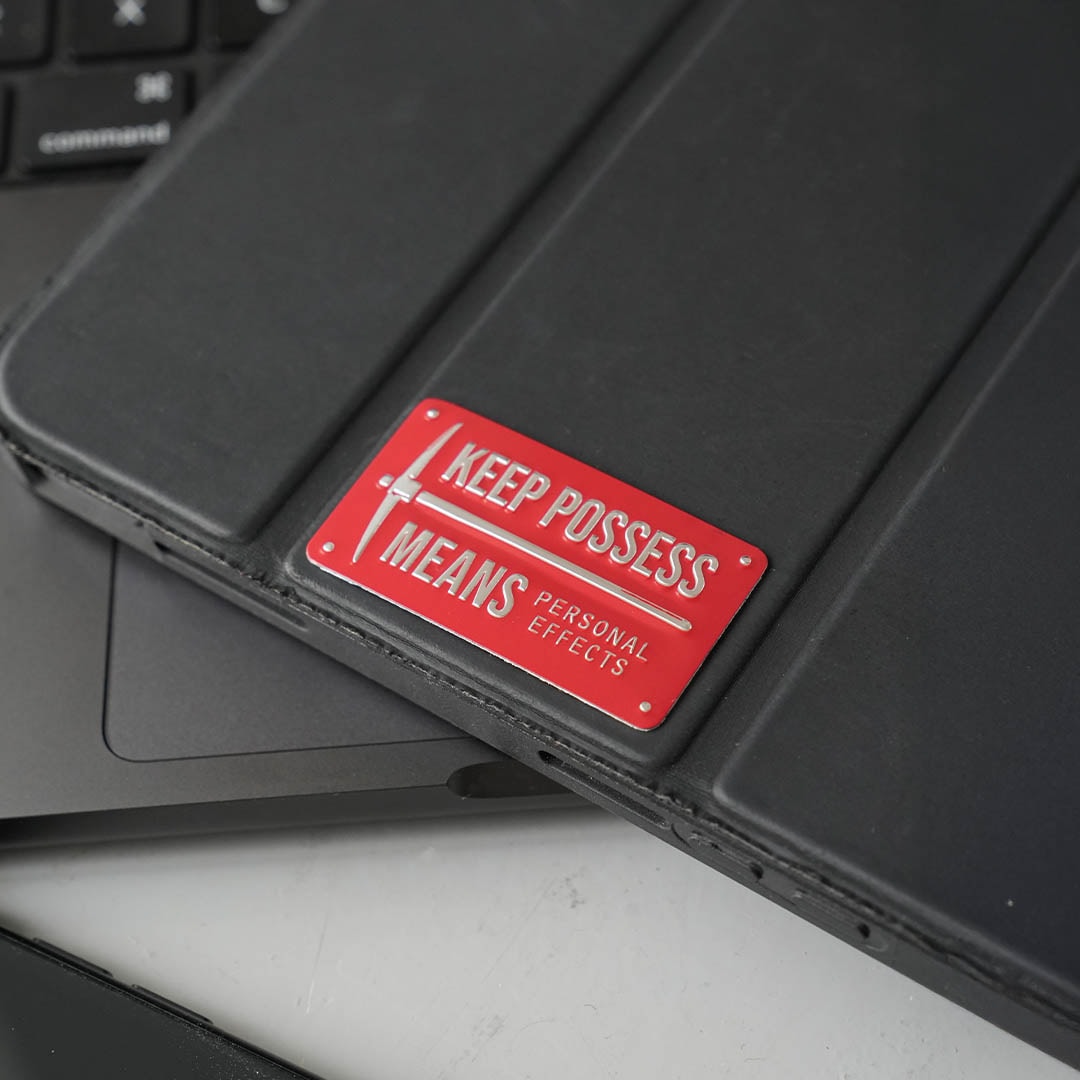 X
⌘
command
KEEP POSSESS
MEANS
PERSONAL
EFFECTS